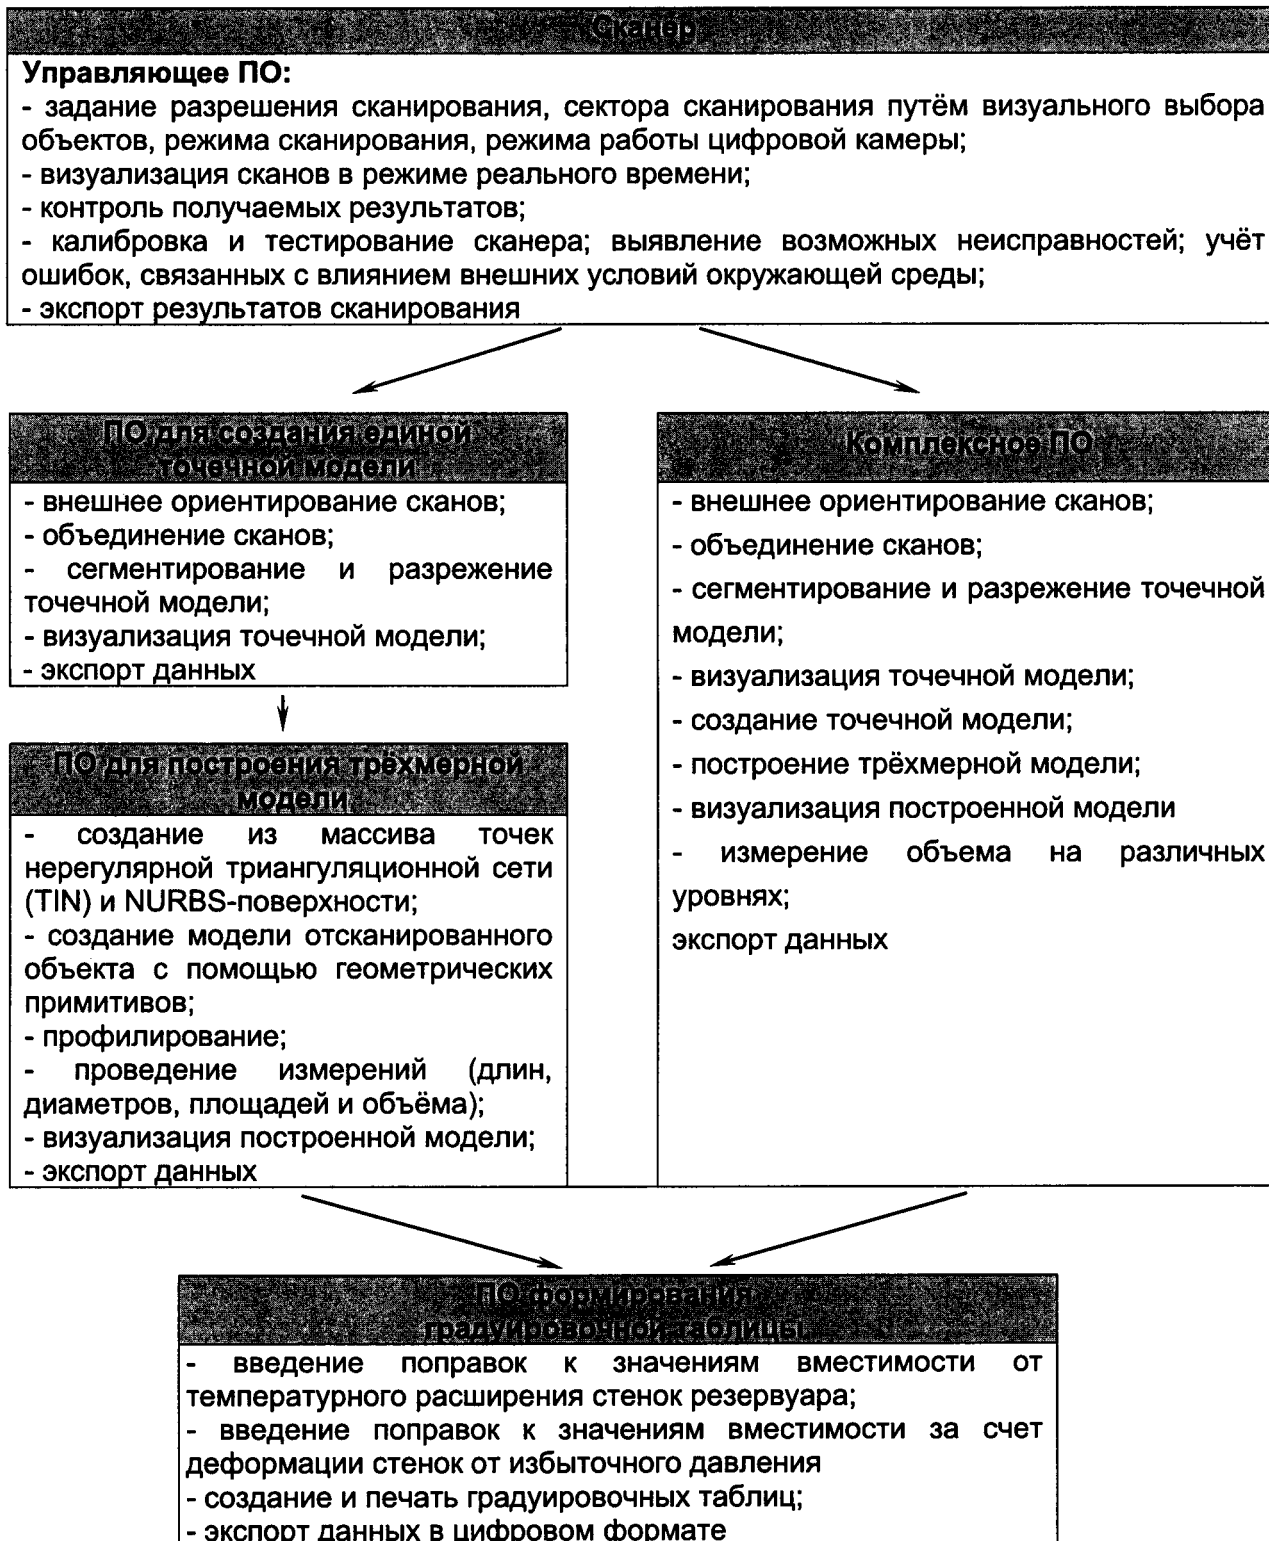 Сканер
Управляющее ПО:
- задание разрешения сканирования, сектора сканирования путём визуального выбора
объектов, режима сканирования, режима работы цифровой камеры;
- визуализация сканов в режиме реального времени;
- контроль получаемых результатов;
- калибровка и тестирование сканера; выявление возможных неисправностей; учёт
ошибок, связанных с влиянием внешних условий окружающей среды;
- экспорт результатов сканирования
ПО для создания единой
точечной модели
- внешнее ориентирование сканов;
- объединение сканов;
- сегментирование и разрежение
точечной модели;
- визуализация точечной модели;
- экспорт данных
ПО для построения трёхмерной
модели
- создание из массива точек
нерегулярной триангуляционной сети
(TIN) и NURBS-поверхности;
- создание модели отсканированного
объекта с помощью геометрических
примитивов;
- профилирование;
- проведение измерений (длин,
диаметров, площадей и объёма);
- визуализация построенной модели;
- экспорт данных
Комплексное ПО
- внешнее ориентирование сканов;
- объединение сканов;
- сегментирование и разрежение точечной
модели;
- визуализация точечной модели;
- создание точечной модели;
- построение трёхмерной модели;
- визуализация построенной модели
- измерение объема на различных
уровнях;
экспорт данных
ПО формирования
градуировочной таблицы
- введение поправок к значениям вместимости от
температурного расширения стенок резервуара;
- введение поправок к значениям вместимости за счет
деформации стенок от избыточного давления
- создание и печать градуировочных таблиц;
- экспорт данных в цифровом формате